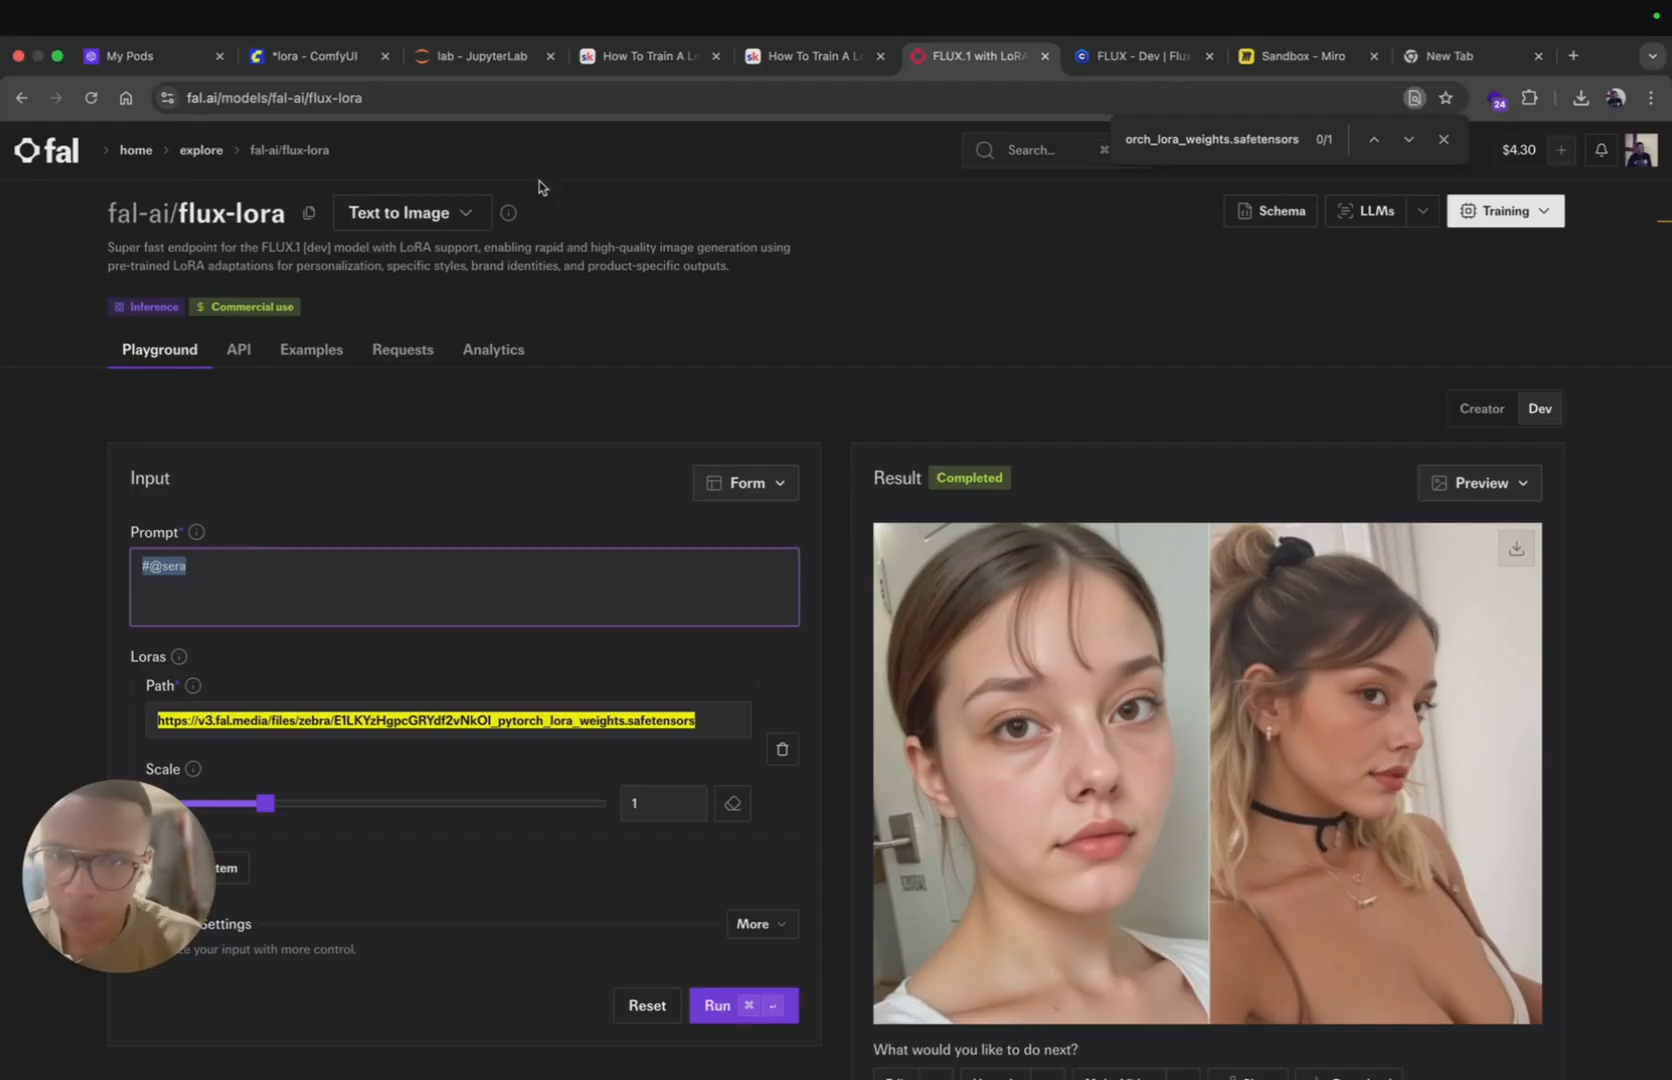 My Pods
*lora - ComfyUI
lab - JupyterLab
How To Train A Lo
How To Train A Lo
FLUX.1 with LoRA
FLUX - Dev | Flux
Sandbox - Miro
New Tab
fal.ai/models/fal-ai/flux-lora
24
orch_lora_weights.safetensors 0/1
fal
home
explore
fal-ai/flux-lora
Search...
⌘
$4.30
fal-ai/flux-lora
Text to Image
Schema
LLMs
Training
Super fast endpoint for the FLUX.1 [dev] model with LoRA support, enabling rapid and high-quality image generation using
pre-trained LoRA adaptations for personalization, specific styles, brand identities, and product-specific outputs.
Inference
$ Commercial use
Playground
API
Examples
Requests
Analytics
Creator
Dev
Input
Form
Prompt*
#@sera
Loras
Path*
https://v3.fal.media/files/zebra/E1LKYzHgpcGRYdf2vNkOI_pytorch_lora_weights.safetensors
Scale
1
tem
Settings
ze your input with more control.
More
Reset
Run ⌘ ↵
Result
Completed
Preview
What would you like to do next?